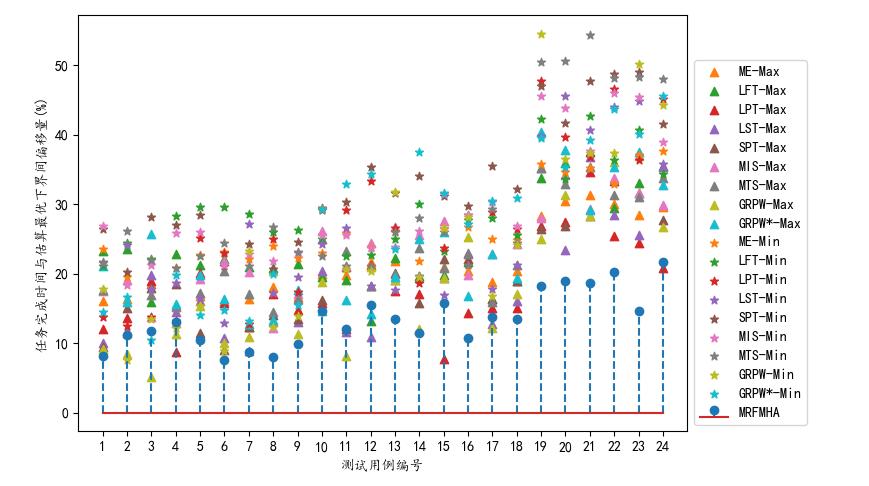 任务完成时间与估算最优下界间偏移量(%)
50
40
30
20
10
0
1 2 3 4 5 6 7 8 9 10 11 12 13 14 15 16 17 18 19 20 21 22 23 24
测试用例编号
ME-Max
LFT-Max
LPT-Max
LST-Max
SPT-Max
MIS-Max
MTS-Max
GRPW-Max
GRPW*-Max
ME-Min
LFT-Min
LPT-Min
LST-Min
SPT-Min
MIS-Min
MTS-Min
GRPW-Min
GRPW*-Min
MRFMHA